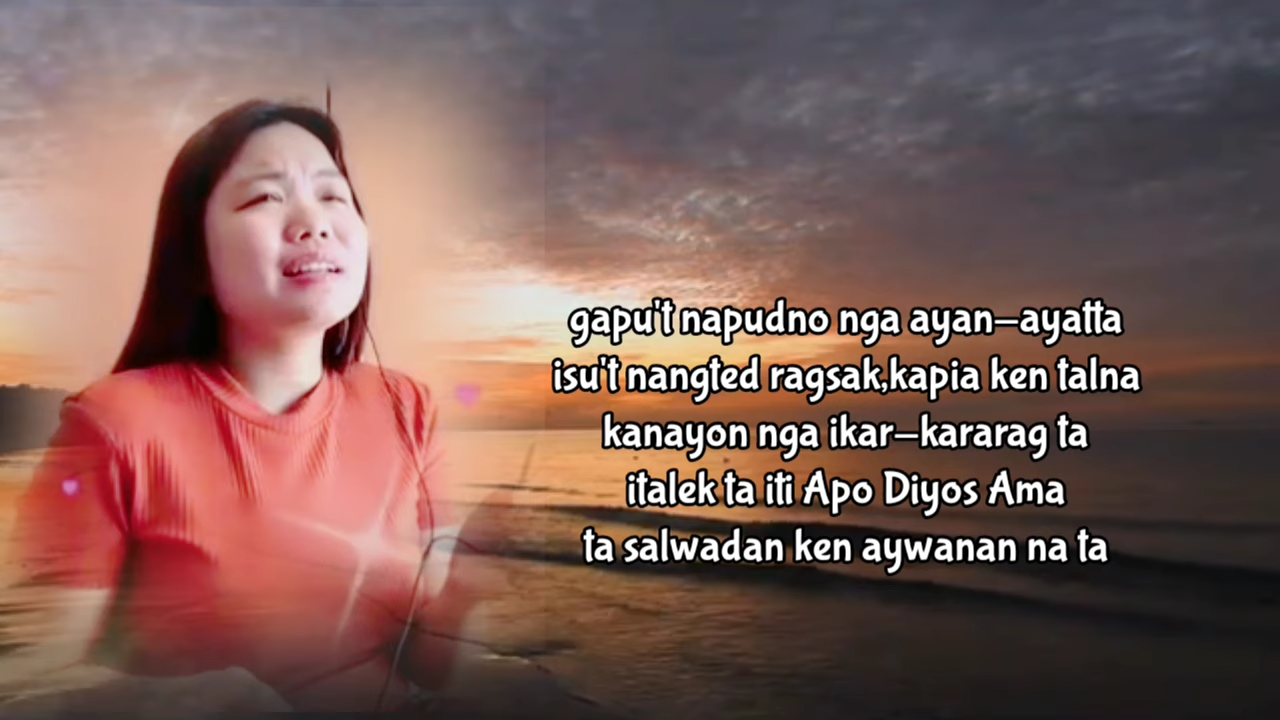 gapu't napudno nga ayan-ayatta
isu't nangted ragsak,kapia ken talna
kanayon nga ikar-kararag ta
italek ta iti Apo Diyos Ama
ta salwadan ken aywanan na ta